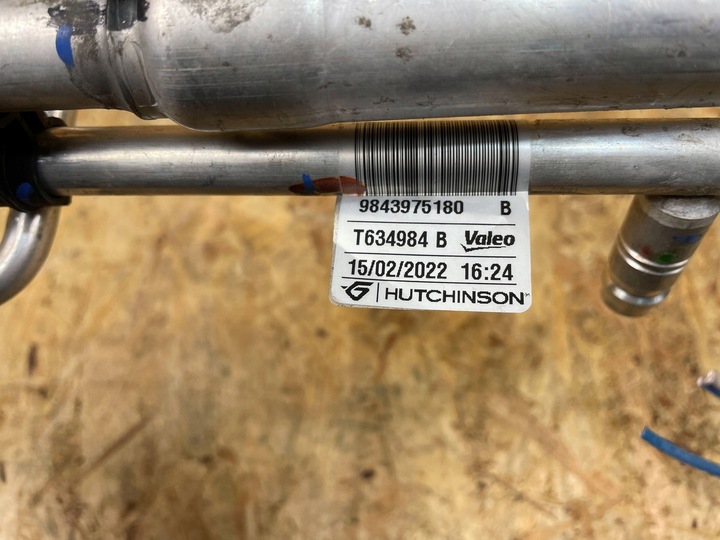 9843975180 B
T634984 B Valeo
15/02/2022 16:24
HUTCHINSON